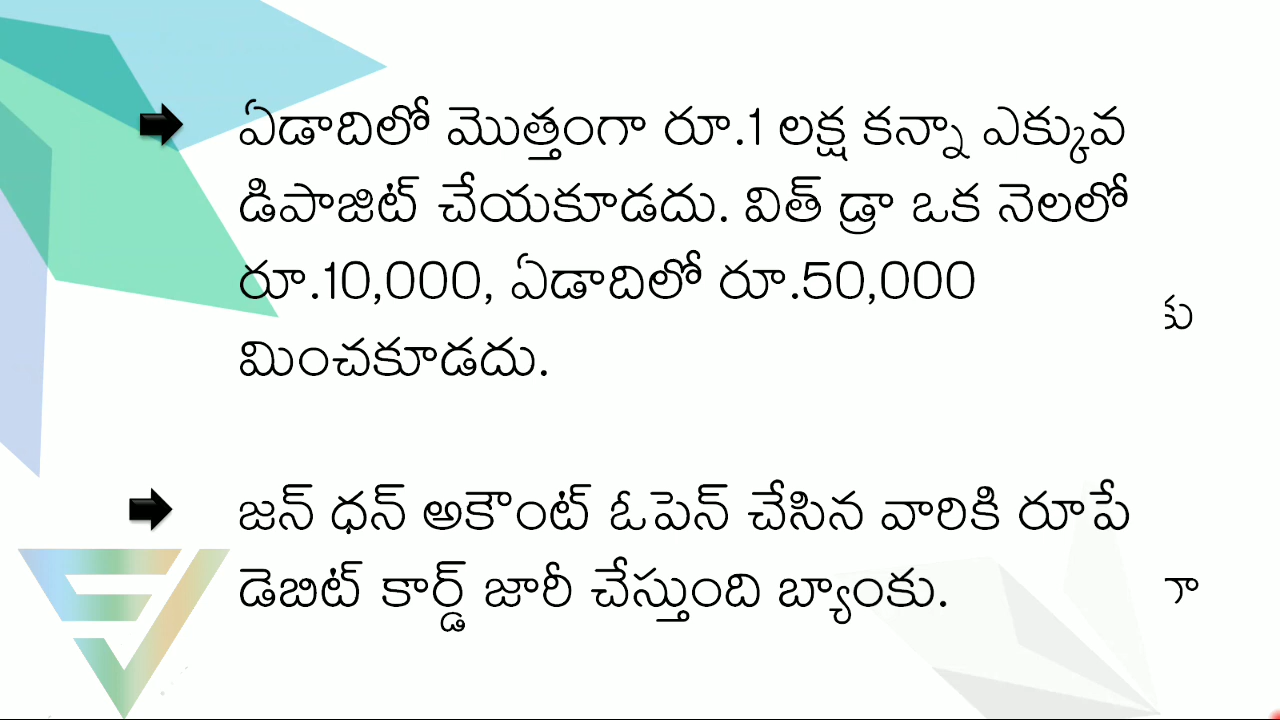 ఏడాదిలో మొత్తంగా రూ.1 లక్ష కన్నా ఎక్కువ
డిపాజిట్ చేయకూడదు. విత్ డ్రా ఒక నెలలో
రూ.10,000, ఏడాదిలో రూ.50,000
మించకూడదు.
జన్ ధన్ అకౌంట్ ఓపెన్ చేసిన వారికి రూపే
డెబిట్ కార్డ్ జారీ చేస్తుంది బ్యాంకు.